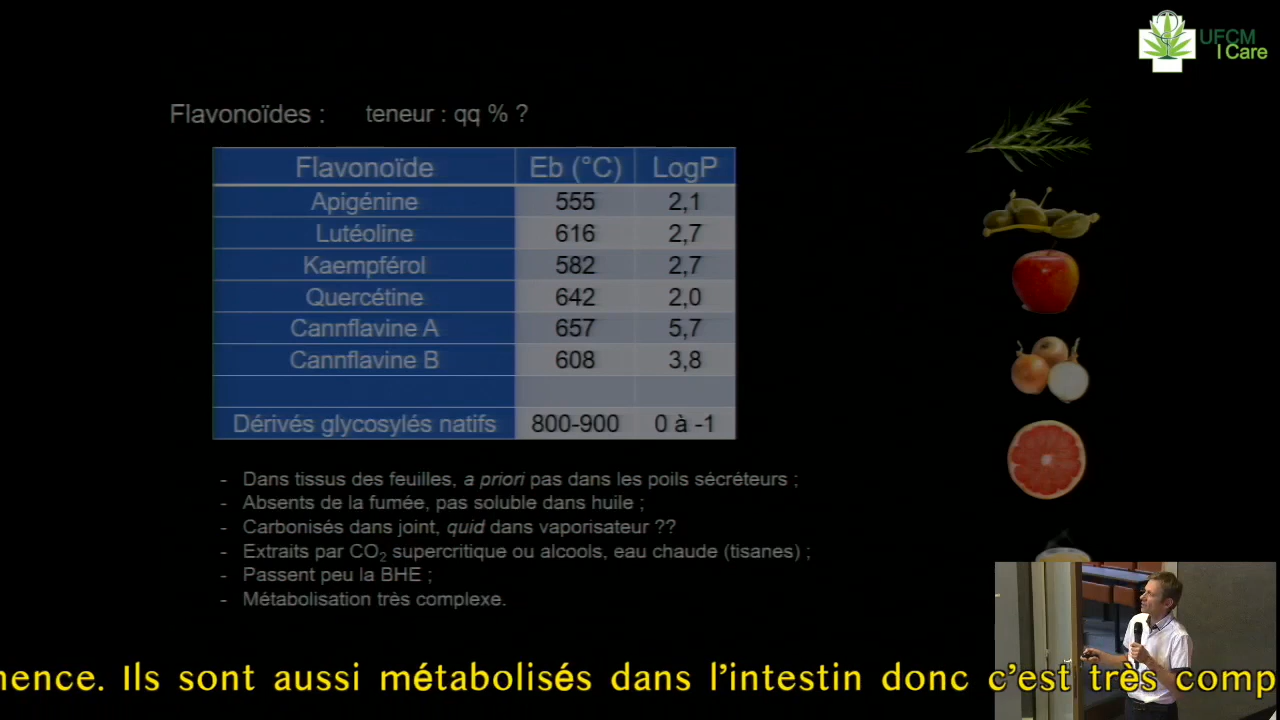 UFCM
I Care
Flavonoïdes : teneur : qq % ?
Flavonoïde Eb (°C) LogP
Apigénine 555 2,1
Lutéoline 616 2,7
Kaempférol 582 2,7
Quercétine 642 2,0
Cannflavine A 657 5,7
Cannflavine B 608 3,8
Dérivés glycosylés natifs 800-900 0 à -1
- Dans tissus des feuilles, a priori pas dans les poils sécréteurs ;
- Absents de la fumée, pas soluble dans huile ;
- Carbonisés dans joint, quid dans vaporisateur ??
- Extraits par CO2 supercritique ou alcools, eau chaude (tisanes) ;
- Passent peu la BHE ;
- Métabolisation très complexe.
mence. Ils sont aussi métabolisés dans l'intestin donc c'est très comp